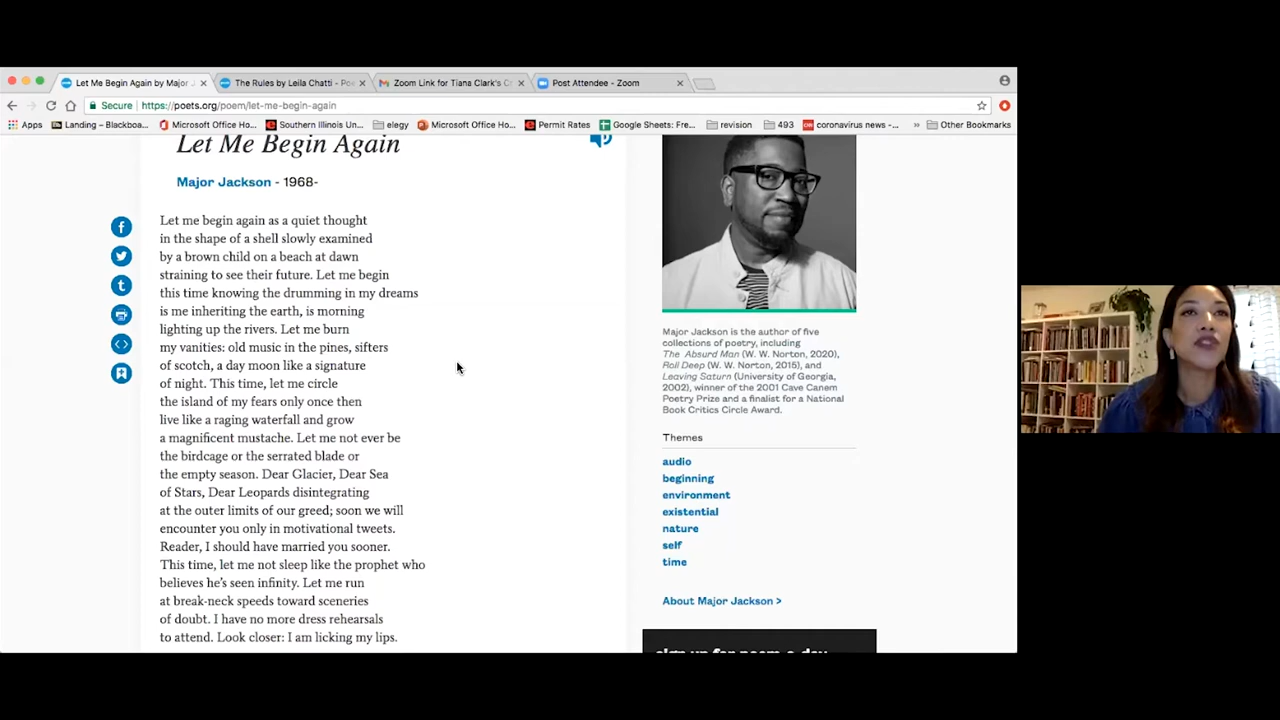 Let Me Begin Again by Major J
The Rules by Leila Chatti - Po
Zoom Link for Tiana Clark's C
Post Attendee - Zoom
Secure
https://poets.org/poem/let-me-begin-again
Apps
Landing – Blackboa...
Microsoft Office Ho...
Southern Illinois Un...
elegy
Microsoft Office Ho...
Permit Rates
Google Sheets: Fre...
revision
493
coronavirus news -...
»
Other Bookmarks
Let Me Begin Again
Major Jackson - 1968-
Let me begin again as a quiet thought
in the shape of a shell slowly examined
by a brown child on a beach at dawn
straining to see their future. Let me begin
this time knowing the drumming in my dreams
is me inheriting the earth, is morning
lighting up the rivers. Let me burn
my vanities: old music in the pines, sifters
of scotch, a day moon like a signature
of night. This time, let me circle
the island of my fears only once then
live like a raging waterfall and grow
a magnificent mustache. Let me not ever be
the birdcage or the serrated blade or
the empty season. Dear Glacier, Dear Sea
of Stars, Dear Leopards disintegrating
at the outer limits of our greed; soon we will
encounter you only in motivational tweets.
Reader, I should have married you sooner.
This time, let me not sleep like the prophet who
believes he's seen infinity. Let me run
at break-neck speeds toward sceneries
of doubt. I have no more dress rehearsals
to attend. Look closer: I am licking my lips.
Major Jackson is the author of five
collections of poetry, including
The Absurd Man (W. W. Norton, 2020),
Roll Deep (W. W. Norton, 2015), and
Leaving Saturn (University of Georgia,
2002), winner of the 2001 Cave Canem
Poetry Prize and a finalist for a National
Book Critics Circle Award.
Themes
audio
beginning
environment
existential
nature
self
time
About Major Jackson >
sign up for poem-a-day